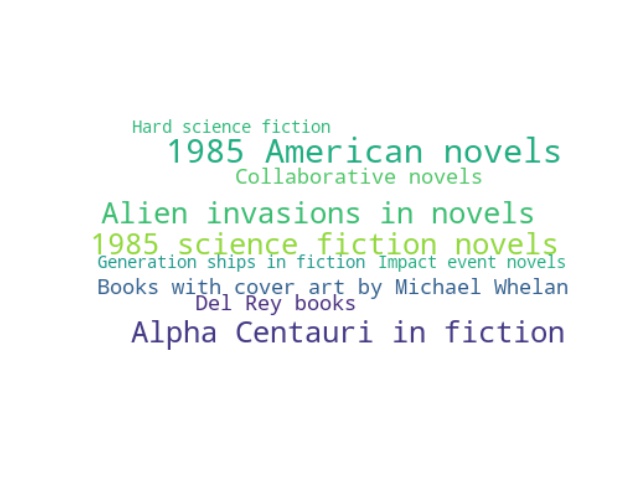 Hard science fiction
1985 American novels
Collaborative novels
Alien invasions in novels
1985 science fiction novels
Generation ships in fiction
Impact event novels
Books with cover art by Michael Whelan
Del Rey books
Alpha Centauri in fiction